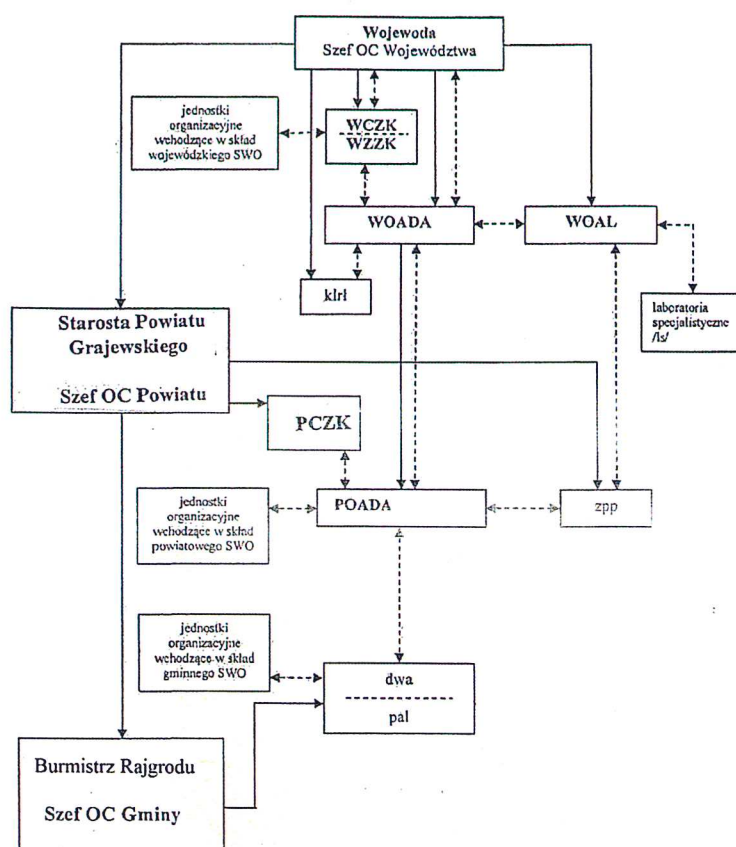 Wojewoda
Szef OC Województwa
jednostki
organizacyjne
wchodzące w skład
wojewódzkiego SWO
WCZK
WZZK
WOADA
WOAL
klrl
laboratoria
specjalistyczne
/ls/
Starosta Powiatu
Grajewskiego
Szef OC Powiatu
PCZK
jednostki
organizacyjne
wchodzące w skład
powiatowego SWO
POADA
zpp
jednostki
organizacyjne
wchodzące w skład
gminnego SWO
dwa
pal
Burmistrz Rajgrodu
Szef OC Gminy